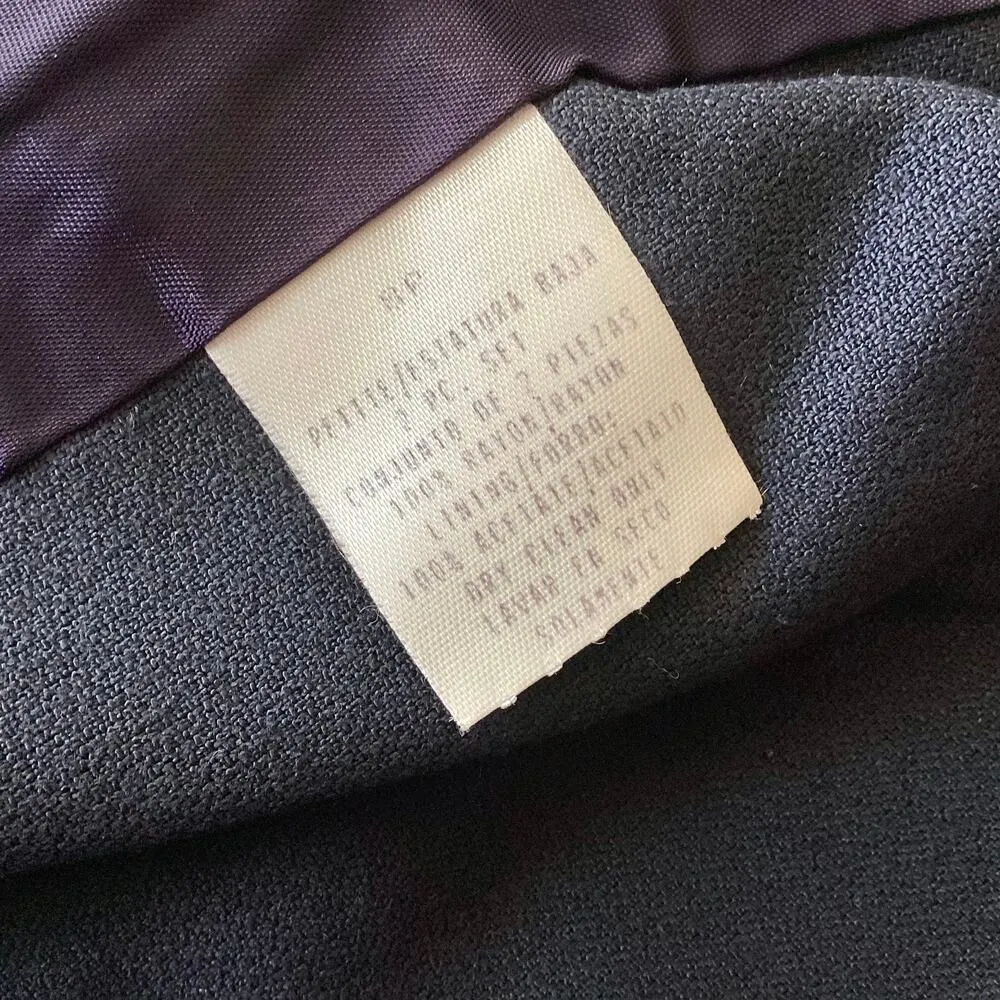 PETITE/ESTATURA BAJA
2 PC. SET
CONJUNTO DE 2 PIEZAS
100% RAYON/RAYON
LINING/FORRO:
100% ACETATE/ACETATO
DRY CLEAN ONLY
LAVAR EN SECO
SOLAMENTE